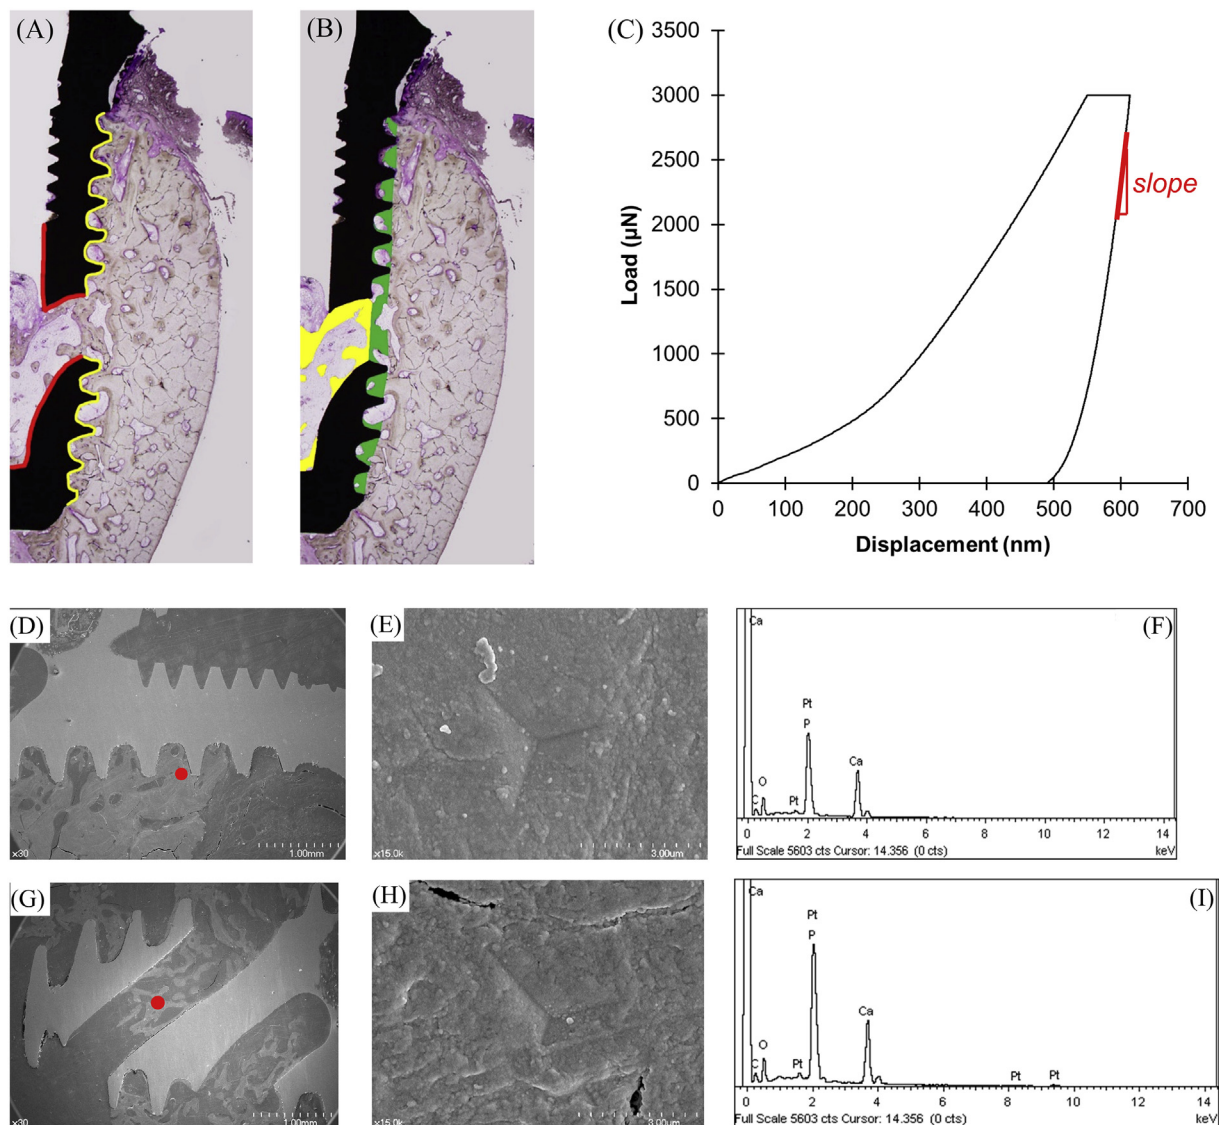 (A)
(B)
(C)
3500
3000
2500
2000
1500
1000
500
0
Load (µN)
slope
0 100 200 300 400 500 600 700
Displacement (nm)
(D)
x30
1.00mm
(E)
x15.0k
3.00um
(F)
Ca
Pt
P
Ca
O
C
Pt
0 2 4 6 8 10 12 14
Full Scale 5603 cts Cursor: 14.356 (0 cts)
keV
(G)
x30
1.00mm
(H)
x15.0k
3.00um
(I)
Ca
Pt
P
Ca
O
C
Pt
Pt
Pt
0 2 4 6 8 10 12 14
Full Scale 5603 cts Cursor: 14.356 (0 cts)
keV